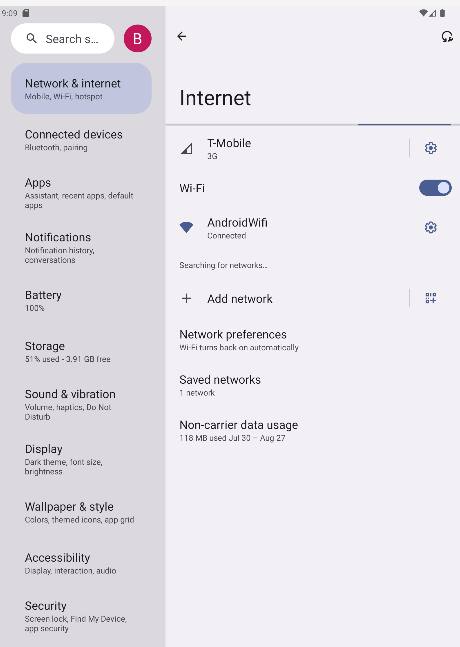 9:09
Search s...
B
Network & internet
Mobile, Wi-Fi, hotspot
Connected devices
Bluetooth, pairing
Apps
Assistant, recent apps, default
apps
Notifications
Notification history,
conversations
Battery
100%
Storage
51% used - 3.91 GB free
Sound & vibration
Volume, haptics, Do Not
Disturb
Display
Dark theme, font size,
brightness
Wallpaper & style
Colors, themed icons, app grid
Accessibility
Display, interaction, audio
Security
Screen lock, Find My Device,
app security
Internet
T-Mobile
3G
Wi-Fi
AndroidWifi
Connected
Searching for networks…
Add network
Network preferences
Wi-Fi turns back on automatically
Saved networks
1 network
Non-carrier data usage
118 MB used Jul 30 – Aug 27